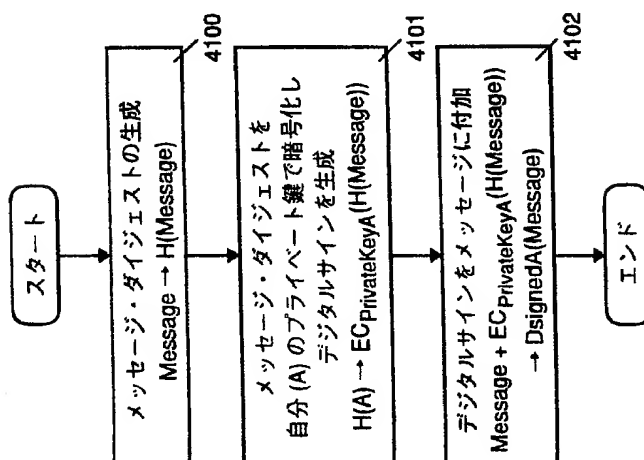 スタート
メッセージ・ダイジェストの生成
Message → H(Message)
4100
メッセージ・ダイジェストを
自分(A)のプライベート鍵で暗号化し
デジタルサインを生成
H(A) → ECPrivateKeyA(H(Message))
4101
デジタルサインをメッセージに付加
Message + ECPrivateKeyA(H(Message))
→ DsignedA(Message)
4102
エンド